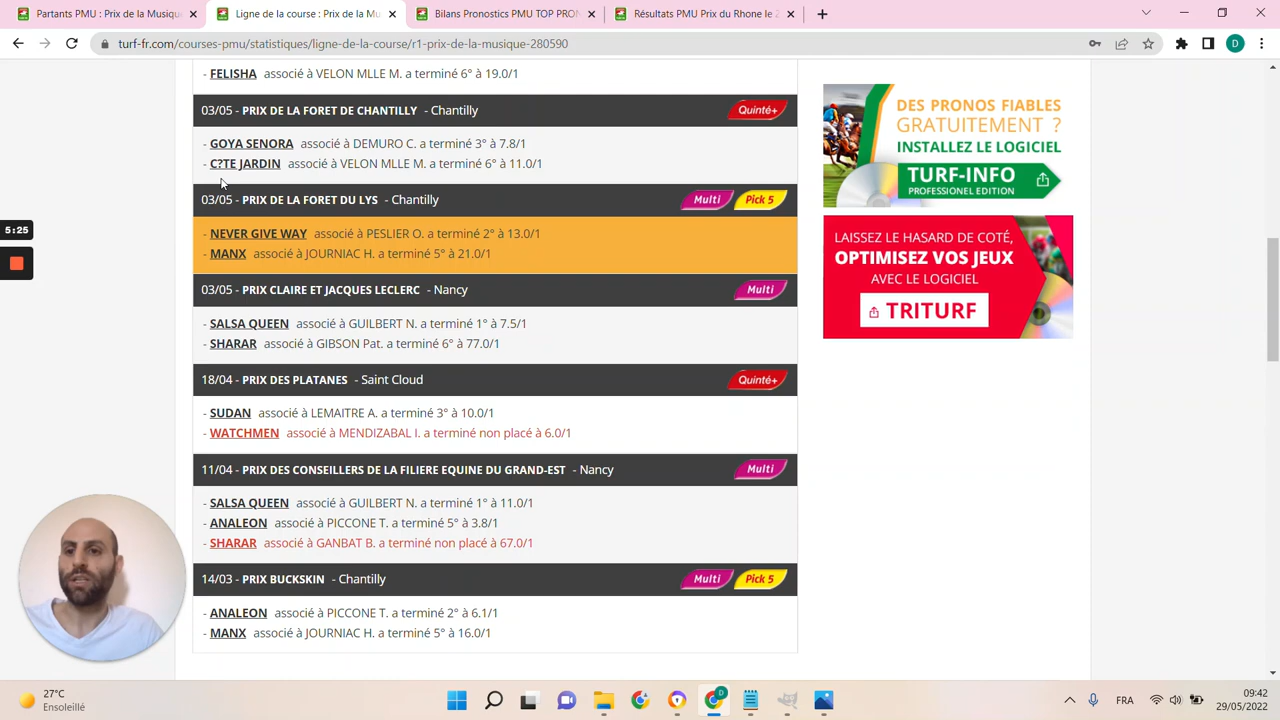 Partants PMU : Prix de la Musique
Ligne de la course : Prix de la Mu
Bilans Pronostics PMU TOP PRON
Résultats PMU Prix du Rhone le 2
turf-fr.com/courses-pmu/statistiques/ligne-de-la-course/r1-prix-de-la-musique-280590
D
- FELISHA associé à VELON MLLE M. a terminé 6° à 19.0/1
03/05 - PRIX DE LA FORET DE CHANTILLY - Chantilly Quinté+
- GOYA SENORA associé à DEMURO C. a terminé 3° à 7.8/1
- C?TE JARDIN associé à VELON MLLE M. a terminé 6° à 11.0/1
03/05 - PRIX DE LA FORET DU LYS - Chantilly Multi Pick 5
- NEVER GIVE WAY associé à PESLIER O. a terminé 2° à 13.0/1
- MANX associé à JOURNIAC H. a terminé 5° à 21.0/1
03/05 - PRIX CLAIRE ET JACQUES LECLERC - Nancy Multi
- SALSA QUEEN associé à GUILBERT N. a terminé 1° à 7.5/1
- SHARAR associé à GIBSON Pat. a terminé 6° à 77.0/1
18/04 - PRIX DES PLATANES - Saint Cloud Quinté+
- SUDAN associé à LEMAITRE A. a terminé 3° à 10.0/1
- WATCHMEN associé à MENDIZABAL I. a terminé non placé à 6.0/1
11/04 - PRIX DES CONSEILLERS DE LA FILIERE EQUINE DU GRAND-EST - Nancy Multi
- SALSA QUEEN associé à GUILBERT N. a terminé 1° à 11.0/1
- ANALEON associé à PICCONE T. a terminé 5° à 3.8/1
- SHARAR associé à GANBAT B. a terminé non placé à 67.0/1
14/03 - PRIX BUCKSKIN - Chantilly Multi Pick 5
- ANALEON associé à PICCONE T. a terminé 2° à 6.1/1
- MANX associé à JOURNIAC H. a terminé 5° à 16.0/1
DES PRONOS FIABLES
GRATUITEMENT ?
INSTALLEZ LE LOGICIEL
TURF-INFO
PROFESSIONEL EDITION
LAISSEZ LE HASARD DE COTÉ,
OPTIMISEZ VOS JEUX
AVEC LE LOGICIEL
TRITURF
5:25
27°C
Ensoleillé
D
FRA
09:42
29/05/2022